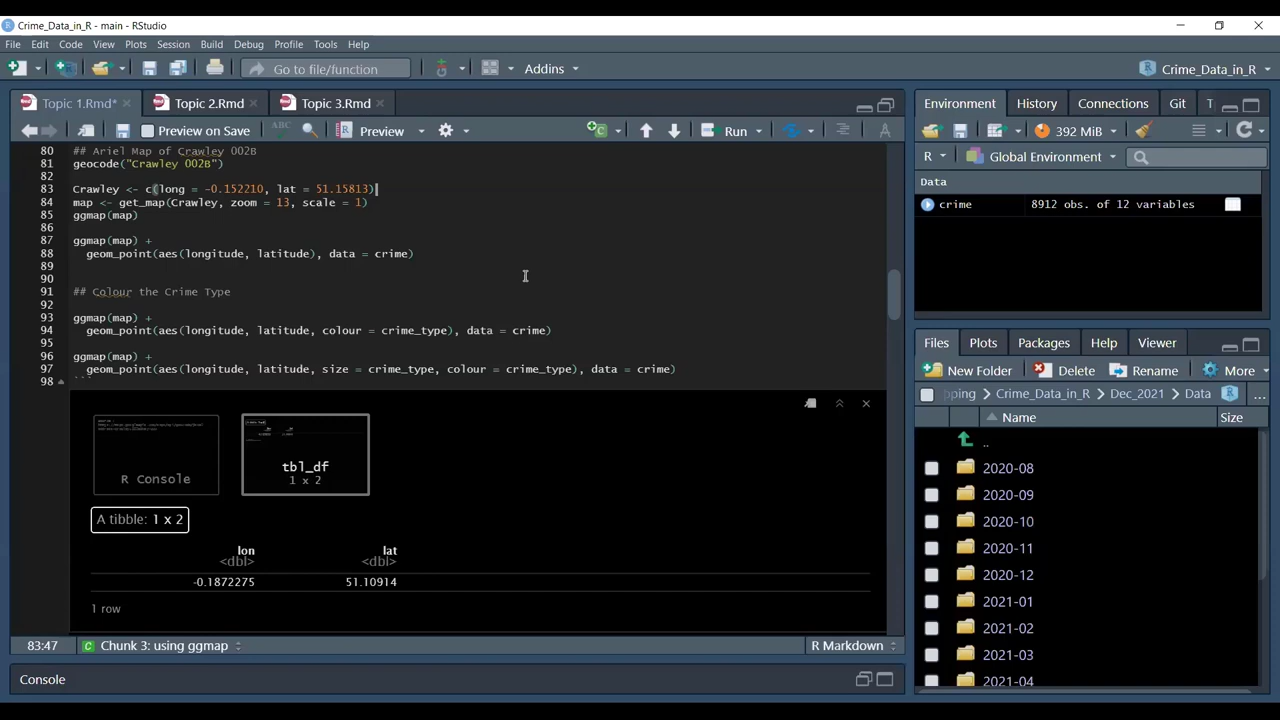 Crime_Data_in_R - main - RStudio
File Edit Code View Plots Session Build Debug Profile Tools Help
Go to file/function Addins Crime_Data_in_R
Topic 1.Rmd* Topic 2.Rmd Topic 3.Rmd
Preview on Save ABC Preview Run
80 ## Ariel Map of Crawley 002B
81 geocode("Crawley 002B")
82
83 Crawley <- c(long = -0.152210, lat = 51.15813)
84 map <- get_map(Crawley, zoom = 13, scale = 1)
85 ggmap(map)
86
87 ggmap(map) +
88 geom_point(aes(longitude, latitude), data = crime)
89
90
91 ## Colour the Crime Type
92
93 ggmap(map) +
94 geom_point(aes(longitude, latitude, colour = crime_type), data = crime)
95
96 ggmap(map) +
97 geom_point(aes(longitude, latitude, size = crime_type, colour = crime_type), data = crime)
98 ```
R Console
tbl_df
1 x 2
A tibble: 1 x 2
lon lat
<dbl> <dbl>
-0.1872275 51.10914
1 row
83:47 Chunk 3: using ggmap R Markdown
Console
Environment History Connections Git T
392 MiB
R Global Environment
Data
crime 8912 obs. of 12 variables
Files Plots Packages Help Viewer
New Folder Delete Rename More
pping Crime_Data_in_R Dec_2021 Data ...
Name Size
..
2020-08
2020-09
2020-10
2020-11
2020-12
2021-01
2021-02
2021-03
2021-04